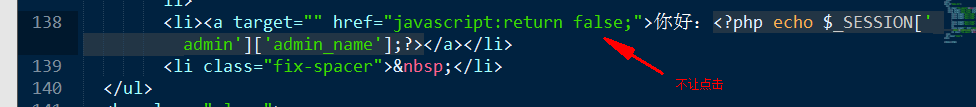 138 <li><a target="" href="javascript:return false;">你好：<?php echo $_SESSION['
admin']['admin_name'];?></a></li>
139 <li class="fix-spacer">&nbsp;</li>
不让点击
140 </ul>